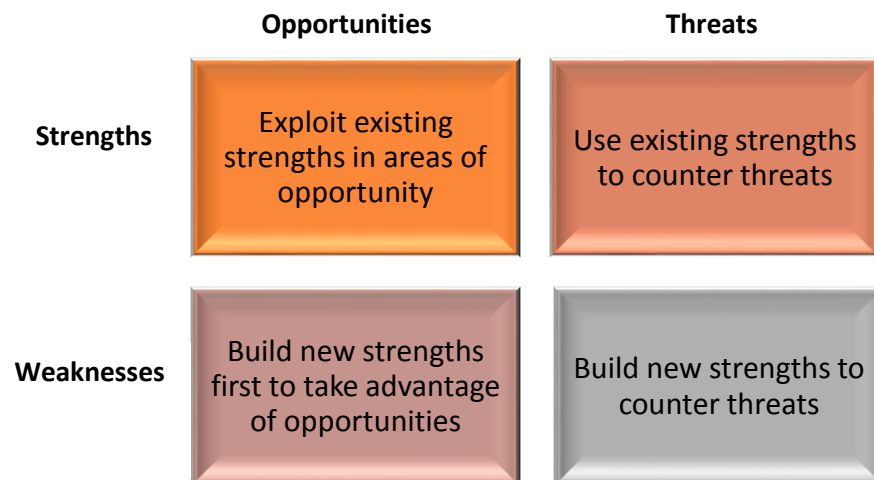 Opportunities
Threats
Strengths
Exploit existing
strengths in areas of
opportunity
Use existing strengths
to counter threats
Weaknesses
Build new strengths
first to take advantage
of opportunities
Build new strengths to
counter threats